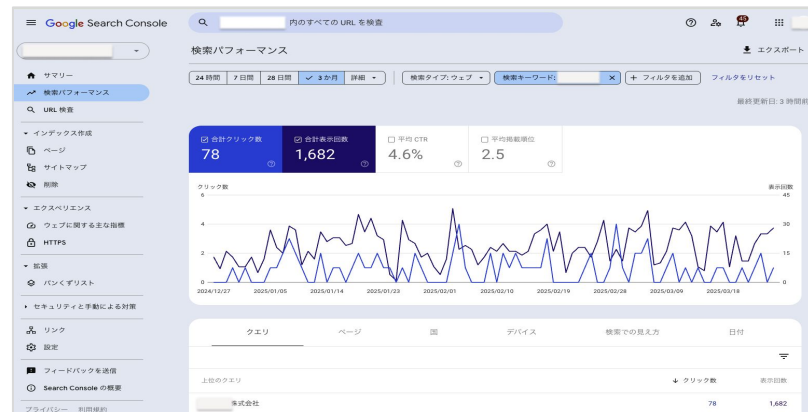 Google Search Console
内のすべての URL を検査
検索パフォーマンス
エクスポート
24 時間 7 日間 28 日間 3 か月 詳細
検索タイプ: ウェブ
検索キーワード:
+ フィルタを追加
フィルタをリセット
最終更新日: 3 時間前
サマリー
検索パフォーマンス
URL 検査
インデックス作成
ページ
サイトマップ
削除
エクスペリエンス
ウェブに関する主な指標
HTTPS
拡張
パンくずリスト
セキュリティと手動による対策
リンク
設定
フィードバックを送信
Search Console の概要
プライバシー 利用規約
合計クリック数
78
合計表示回数
1,682
平均 CTR
4.6%
平均掲載順位
2.5
クリック数
表示回数
6
4
2
0
45
30
15
0
2024/12/27 2025/01/05 2025/01/14 2025/01/23 2025/02/01 2025/02/10 2025/02/19 2025/02/28 2025/03/09 2025/03/18
クエリ ページ 国 デバイス 検索での見え方 日付
上位のクエリ クリック数 表示回数
株式会社 78 1,682